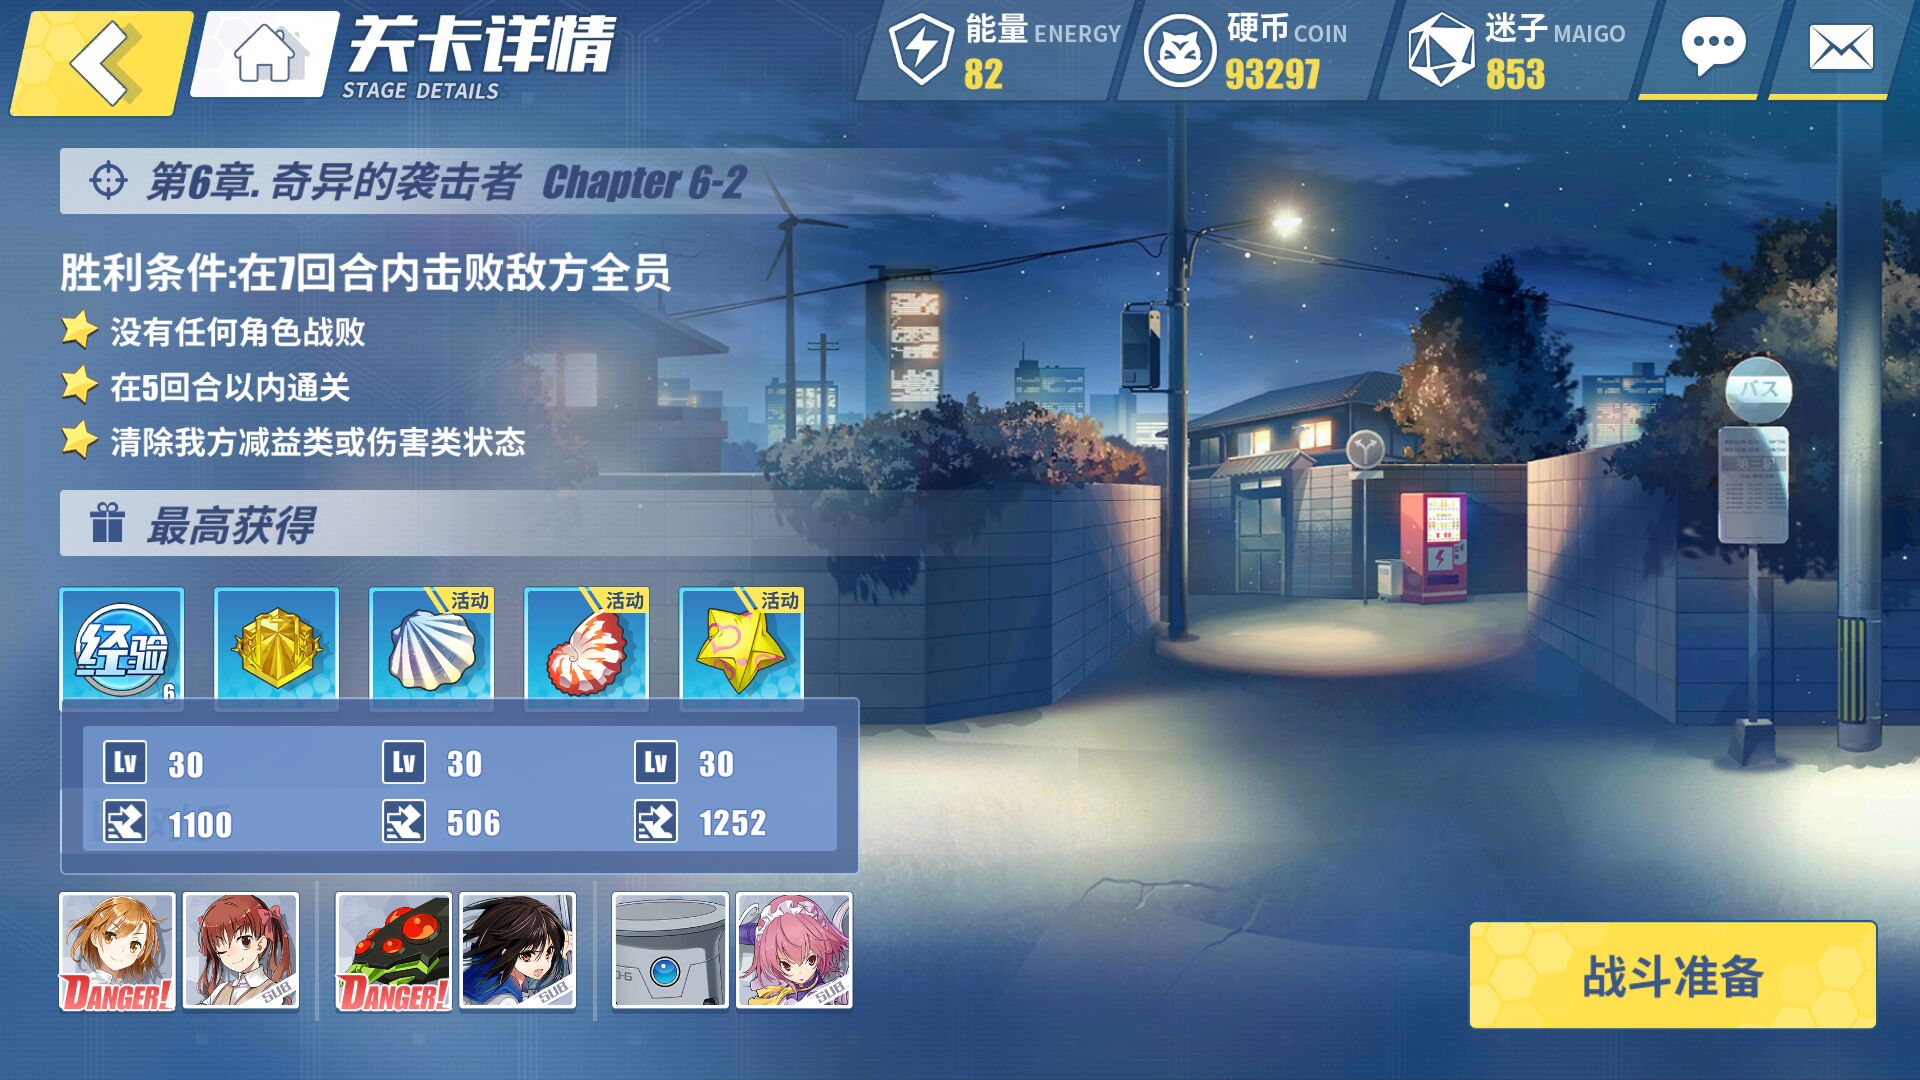 关卡详情
STAGE DETAILS
能量 ENERGY
82
硬币 COIN
93297
迷子 MAIGO
853
第6章. 奇异的袭击者 Chapter 6-2
胜利条件:在7回合内击败敌方全员
没有任何角色战败
在5回合以内通关
清除我方减益类或伤害类状态
最高获得
经验
6
活动
活动
活动
Lv 30
Lv 30
Lv 30
1100
506
1252
DANGER!
SUB
DANGER!
SUB
SUB
バス
战斗准备